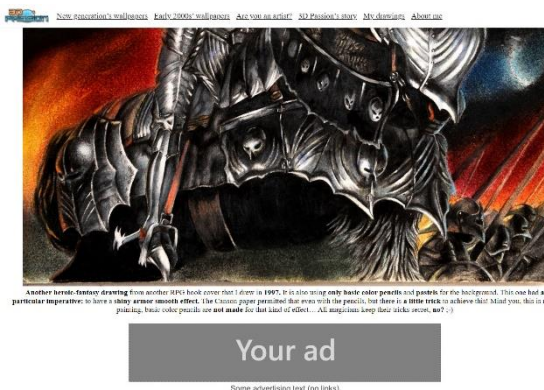 3D PASSION
New generation's wallpapers Early 2000s' wallpapers Are you an artist? 3D Passion's story My drawings About me
Another heroic-fantasy drawing from another RPG book cover that I drew in 1997. It is also using only basic color pencils and pastels for the background. This one had a
particular imperative: to have a shiny armor smooth effect. The Canson paper permitted that even with the pencils, but there is a little trick to achieve this! Mind you, this is
painting, basic color pencils are not made for that kind of effect... All magicians keep their tricks secret, no? ;-)
Your ad
Some advertising text (no links)